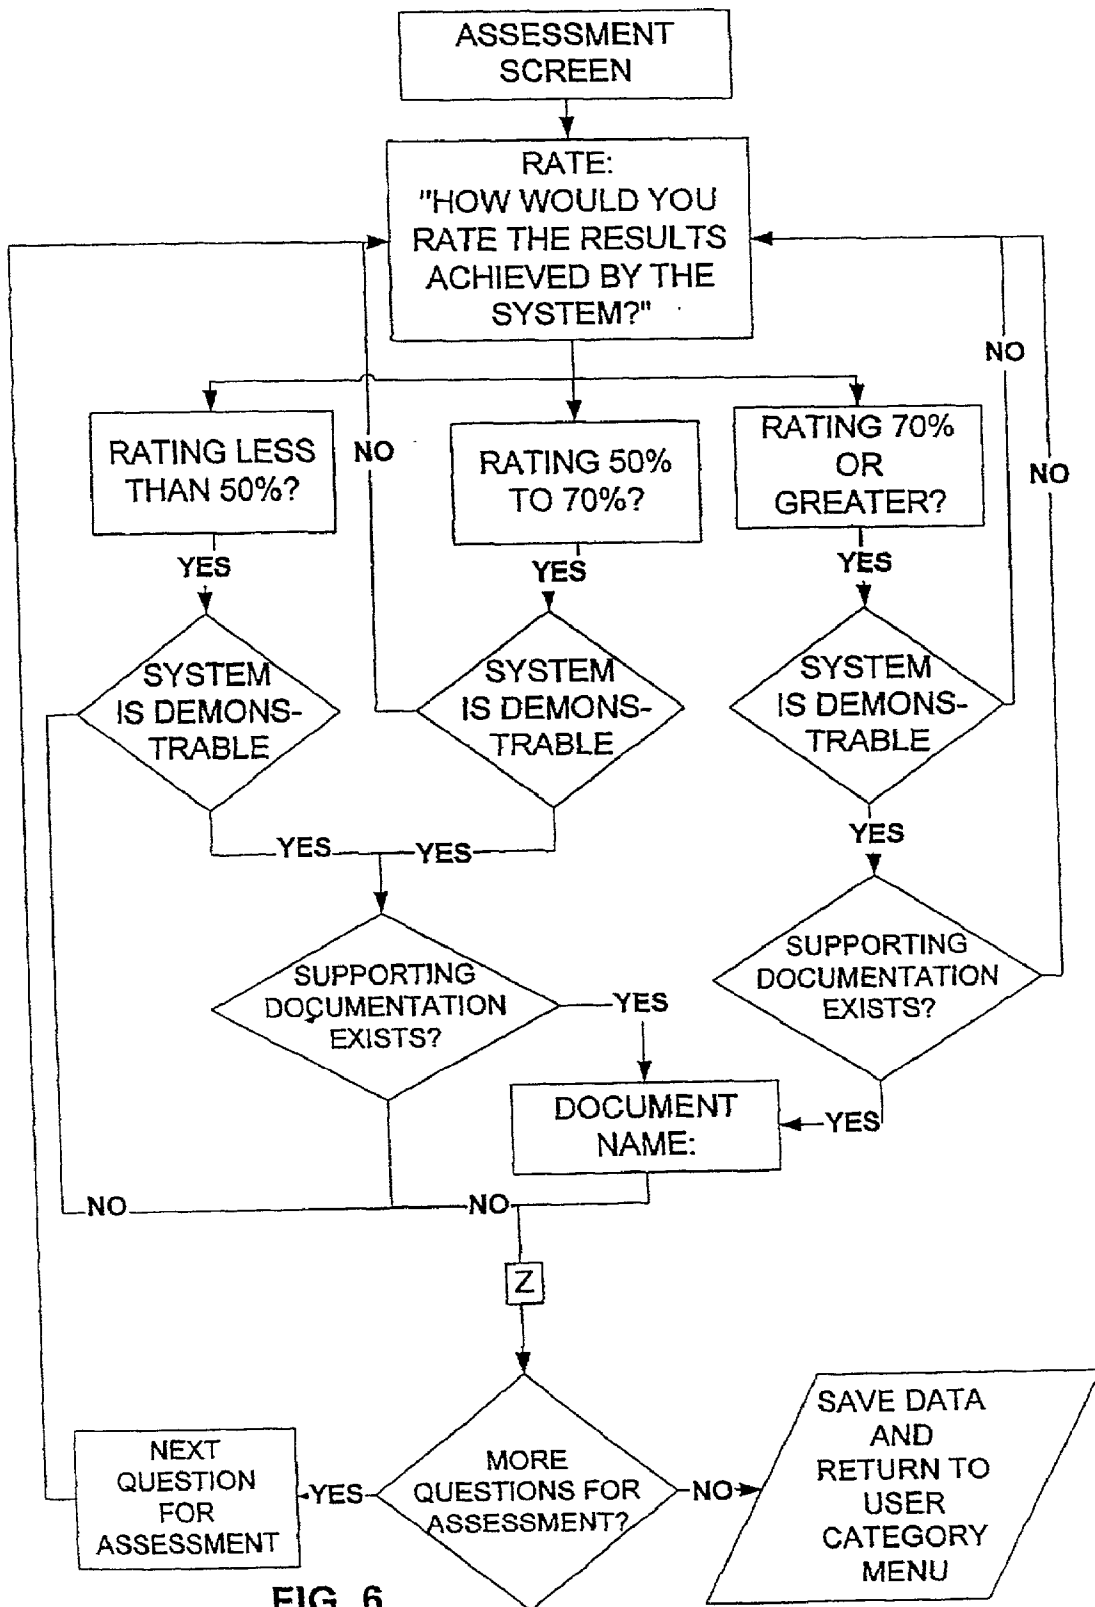 ASSESSMENT
SCREEN
RATE:
"HOW WOULD YOU
RATE THE RESULTS
ACHIEVED BY THE
SYSTEM?"
NO
RATING LESS
THAN 50%?
NO
RATING 50%
TO 70%?
RATING 70%
OR
GREATER?
NO
YES
YES
YES
SYSTEM
IS DEMONS-
TRABLE
SYSTEM
IS DEMONS-
TRABLE
SYSTEM
IS DEMONS-
TRABLE
YES
YES
YES
SUPPORTING
DOCUMENTATION
EXISTS?
YES
SUPPORTING
DOCUMENTATION
EXISTS?
DOCUMENT
NAME:
YES
NO
NO
Z
NEXT
QUESTION
FOR
ASSESSMENT
YES
MORE
QUESTIONS FOR
ASSESSMENT?
NO
SAVE DATA
AND
RETURN TO
USER
CATEGORY
MENU
FIG. 6